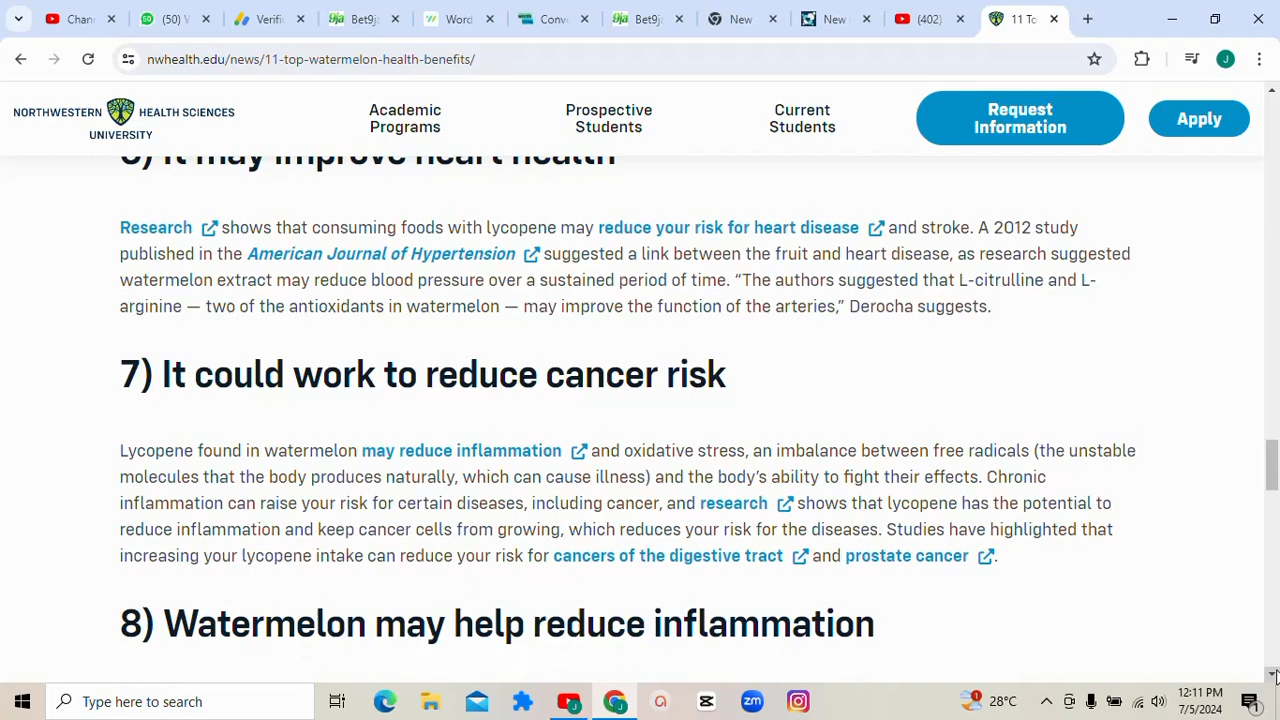 Chan
(50) V
Verifi
Bet9j
Word
Conv
Bet9j
New
New
(402)
11 To
nwhealth.edu/news/11-top-watermelon-health-benefits/
J
NORTHWESTERN HEALTH SCIENCES
UNIVERSITY
Academic
Programs
Prospective
Students
Current
Students
Request
Information
Apply
6) It may improve heart health
Research shows that consuming foods with lycopene may reduce your risk for heart disease and stroke. A 2012 study
published in the American Journal of Hypertension suggested a link between the fruit and heart disease, as research suggested
watermelon extract may reduce blood pressure over a sustained period of time. “The authors suggested that L-citrulline and L-
arginine — two of the antioxidants in watermelon — may improve the function of the arteries,” Derocha suggests.
7) It could work to reduce cancer risk
Lycopene found in watermelon may reduce inflammation and oxidative stress, an imbalance between free radicals (the unstable
molecules that the body produces naturally, which can cause illness) and the body’s ability to fight their effects. Chronic
inflammation can raise your risk for certain diseases, including cancer, and research shows that lycopene has the potential to
reduce inflammation and keep cancer cells from growing, which reduces your risk for the diseases. Studies have highlighted that
increasing your lycopene intake can reduce your risk for cancers of the digestive tract and prostate cancer.
8) Watermelon may help reduce inflammation
Type here to search
28°C
12:11 PM
7/5/2024